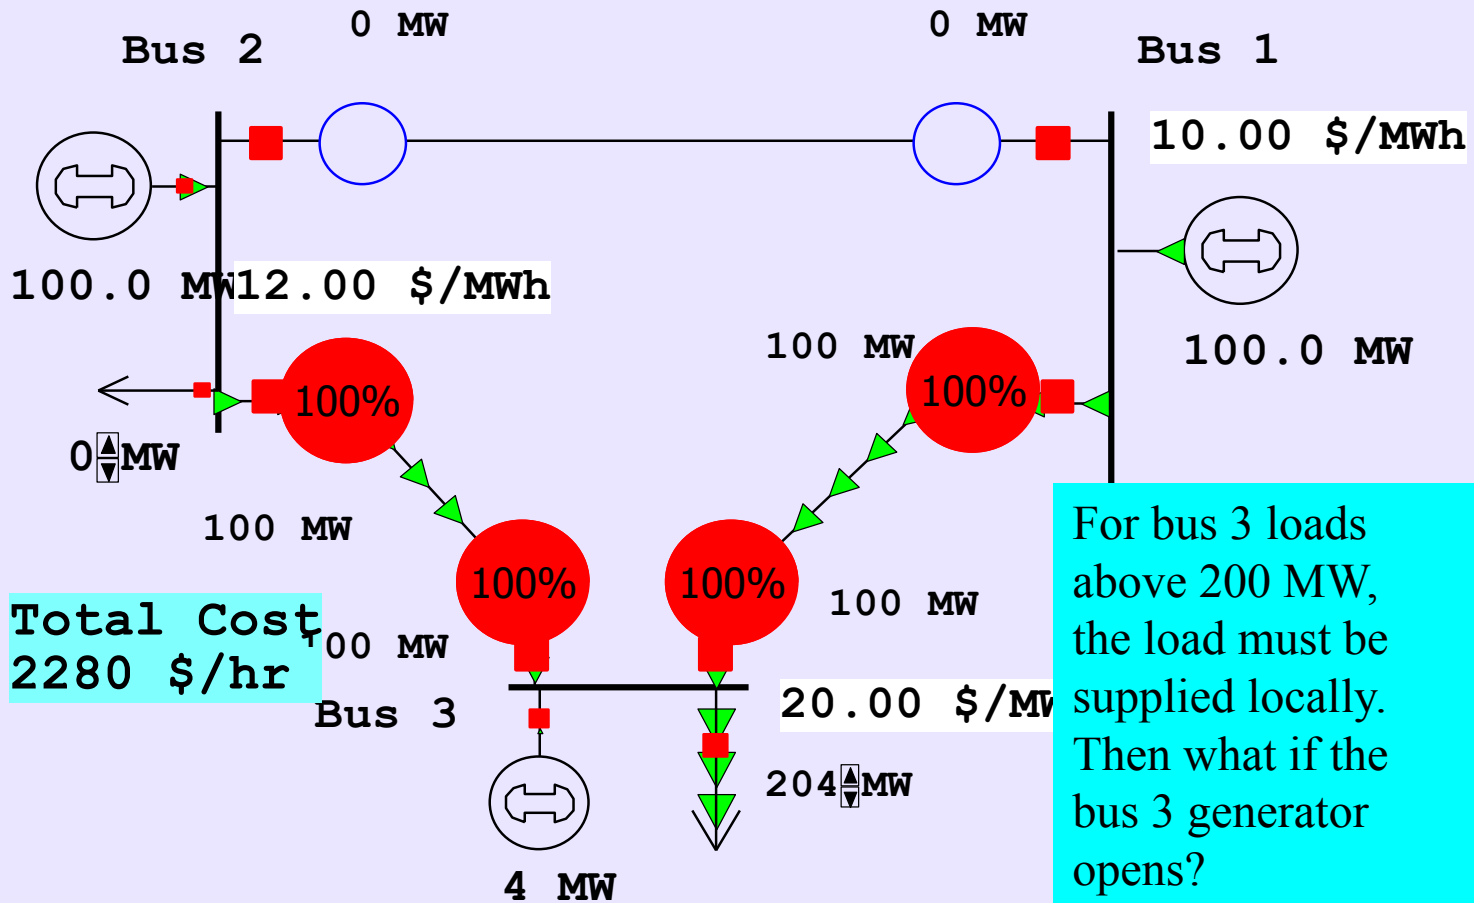 0 MW
0 MW
Bus 2
Bus 1
10.00 $/MWh
100.0 MW
12.00 $/MWh
100 MW
100.0 MW
100%
100%
0 MW
100 MW
100%
100%
100 MW
Total Cost
2280 $/hr
00 MW
Bus 3
20.00 $/MW
204 MW
4 MW
For bus 3 loads
above 200 MW,
the load must be
supplied locally.
Then what if the
bus 3 generator
opens?